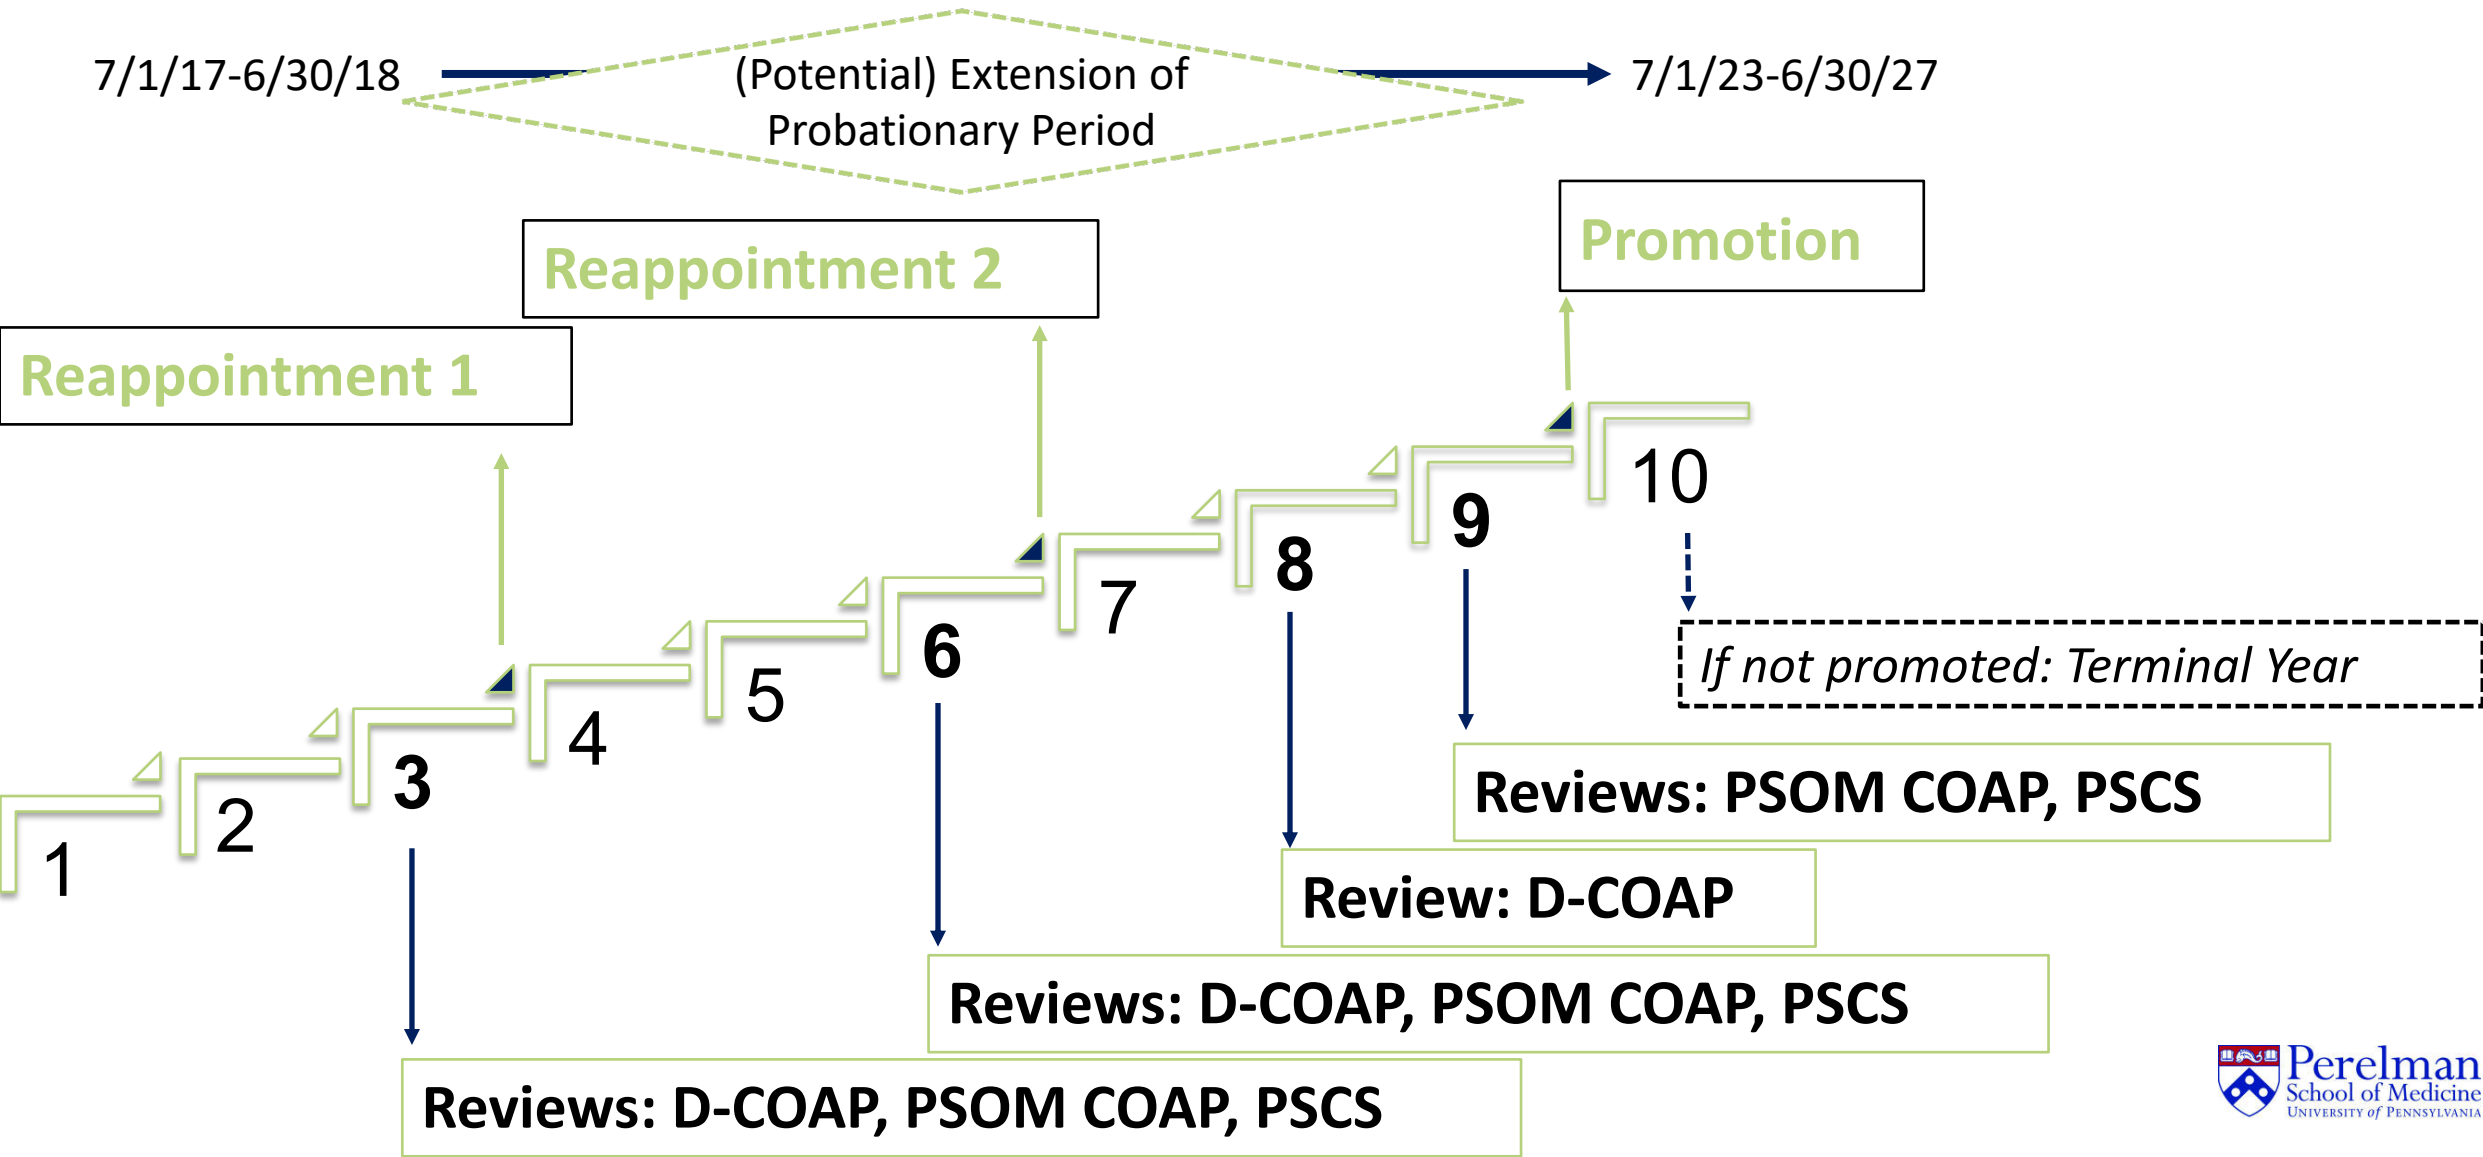 7/1/17-6/30/18
(Potential) Extension of
Probationary Period
7/1/23-6/30/27
Promotion
Reappointment 2
Reappointment 1
1
2
3
4
5
6
7
8
9
10
If not promoted: Terminal Year
Reviews: PSOM COAP, PSCS
Review: D-COAP
Reviews: D-COAP, PSOM COAP, PSCS
Reviews: D-COAP, PSOM COAP, PSCS
Perelman
School of Medicine
University of Pennsylvania